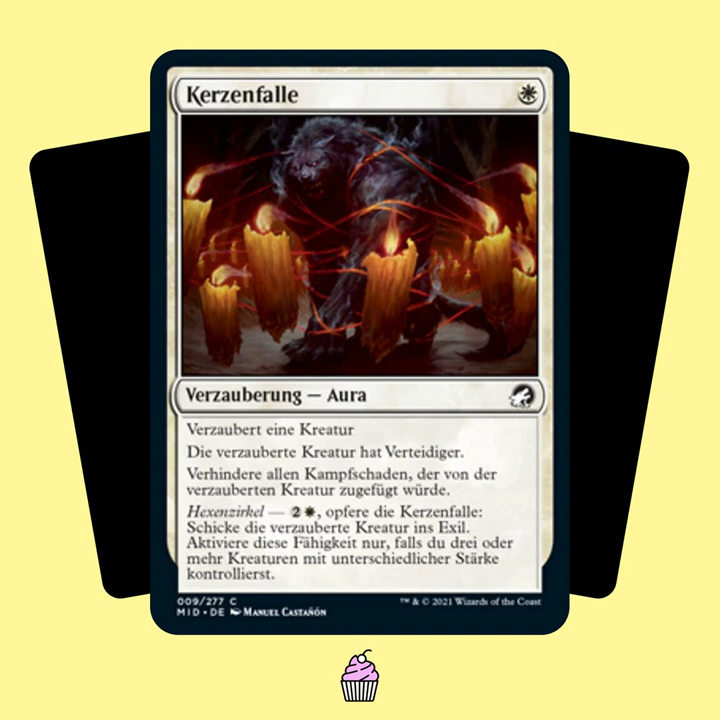 Kerzenfalle
Verzauberung — Aura
Verzaubert eine Kreatur
Die verzauberte Kreatur hat Verteidiger.
Verhindere allen Kampfschaden, der von der
verzauberten Kreatur zugefügt würde.
Hexenzirkel — 2, opfere die Kerzenfalle:
Schicke die verzauberte Kreatur ins Exil.
Aktiviere diese Fähigkeit nur, falls du drei oder
mehr Kreaturen mit unterschiedlicher Stärke
kontrollierst.
009/277 C
™ & © 2021 Wizards of the Coast
MID • DE Manuel Castañón